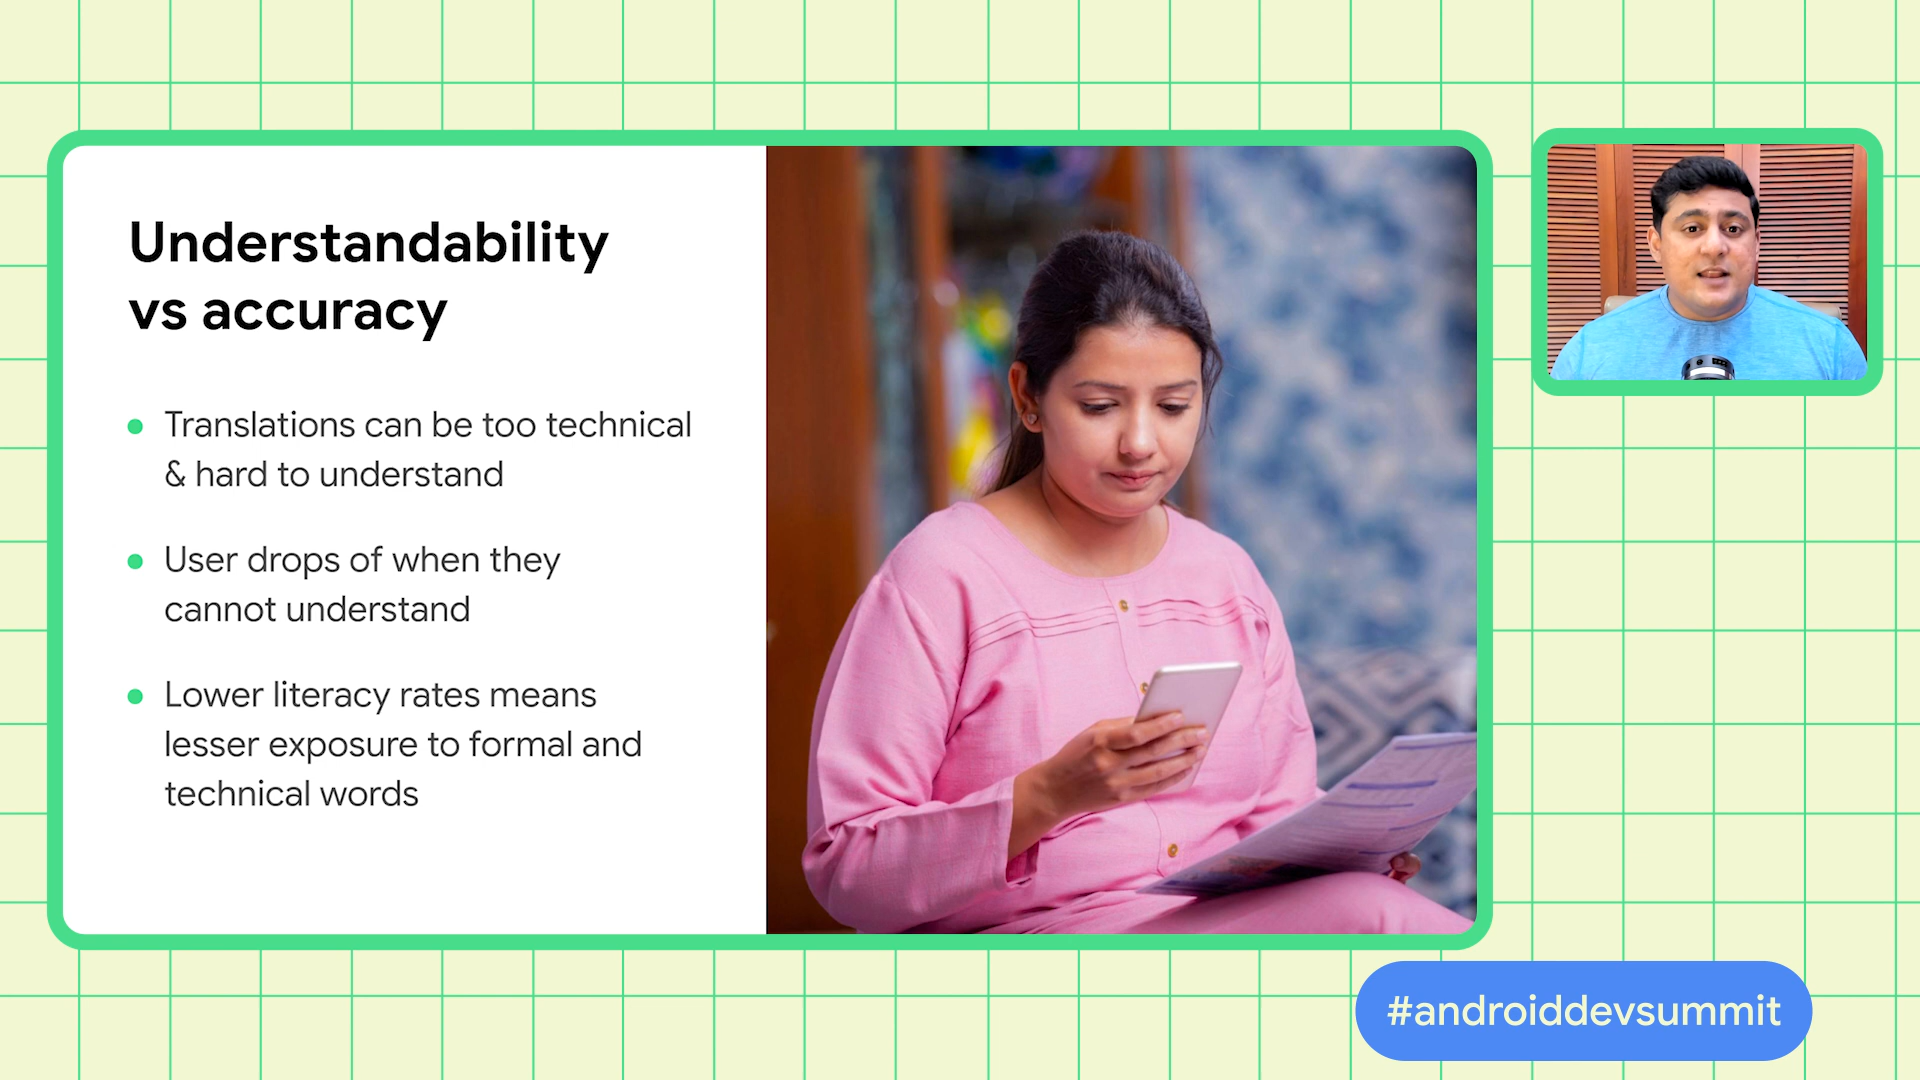 Understandability
vs accuracy
Translations can be too technical
& hard to understand
User drops of when they
cannot understand
Lower literacy rates means
lesser exposure to formal and
technical words
#androiddevsummit